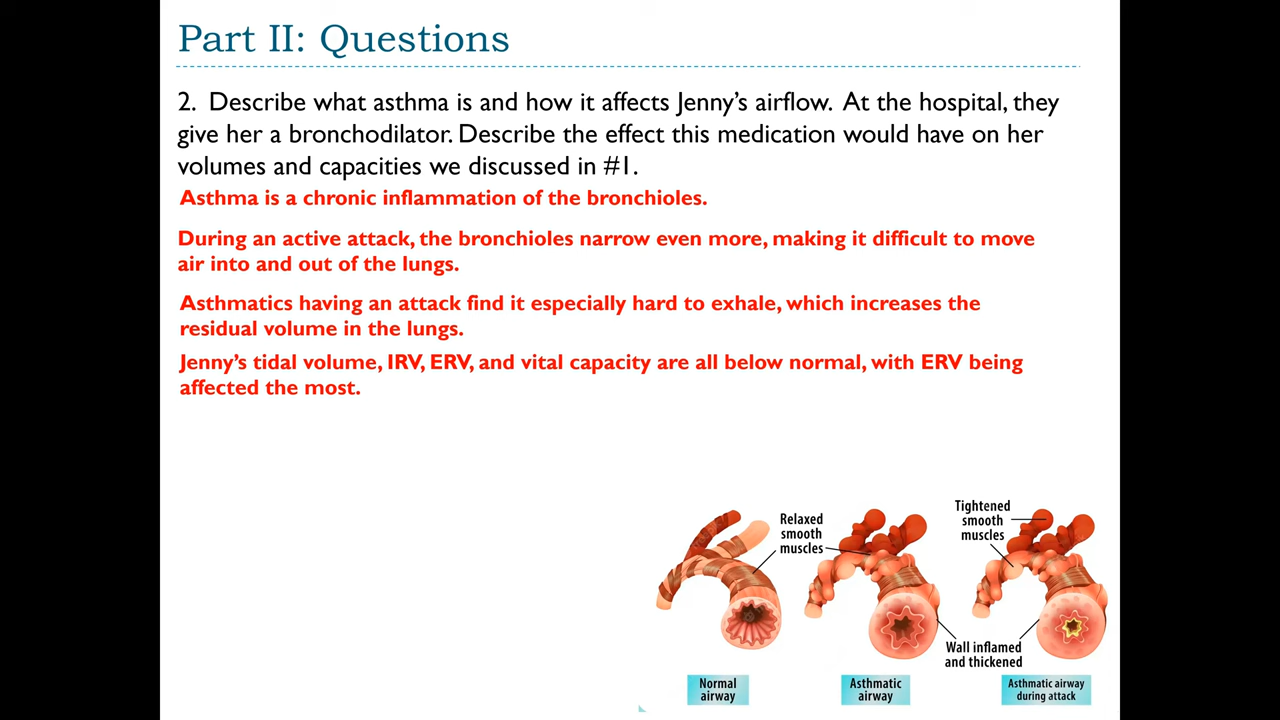 Part II: Questions
2. Describe what asthma is and how it affects Jenny's airflow. At the hospital, they
give her a bronchodilator. Describe the effect this medication would have on her
volumes and capacities we discussed in #1.
Asthma is a chronic inflammation of the bronchioles.
During an active attack, the bronchioles narrow even more, making it difficult to move
air into and out of the lungs.
Asthmatics having an attack find it especially hard to exhale, which increases the
residual volume in the lungs.
Jenny's tidal volume, IRV, ERV, and vital capacity are all below normal, with ERV being
affected the most.
Relaxed
smooth
muscles
Tightened
smooth
muscles
Wall inflamed
and thickened
Normal
airway
Asthmatic
airway
Asthmatic airway
during attack